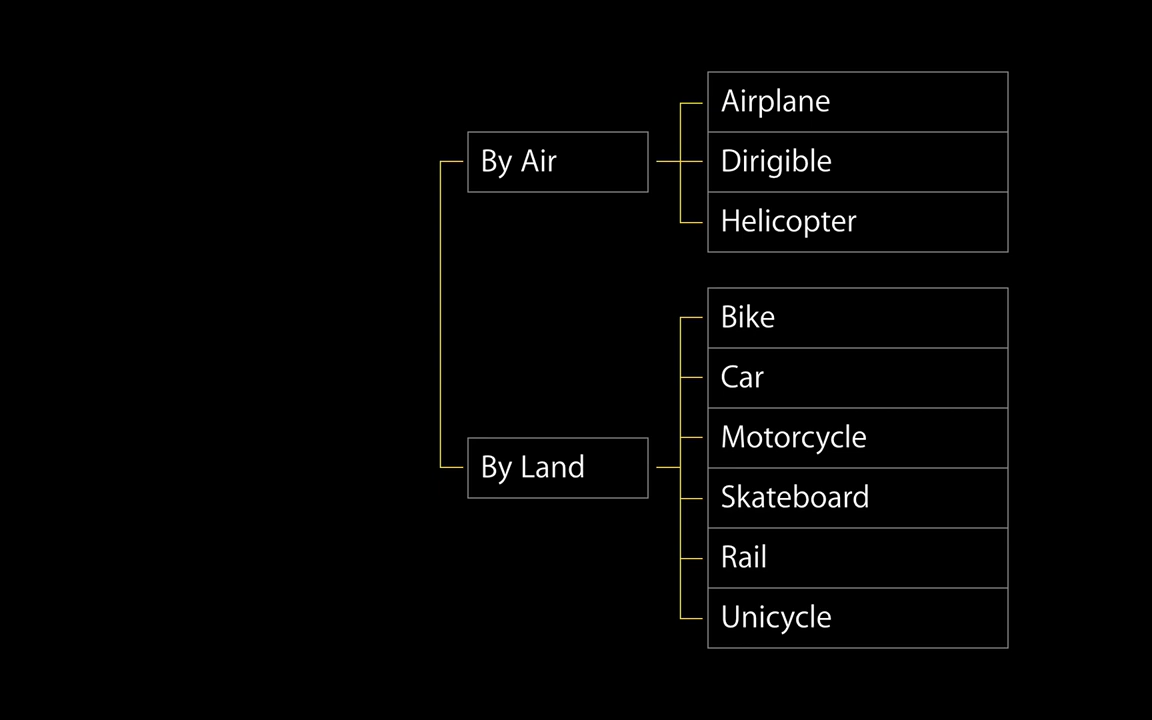 By Air
Airplane
Dirigible
Helicopter
By Land
Bike
Car
Motorcycle
Skateboard
Rail
Unicycle